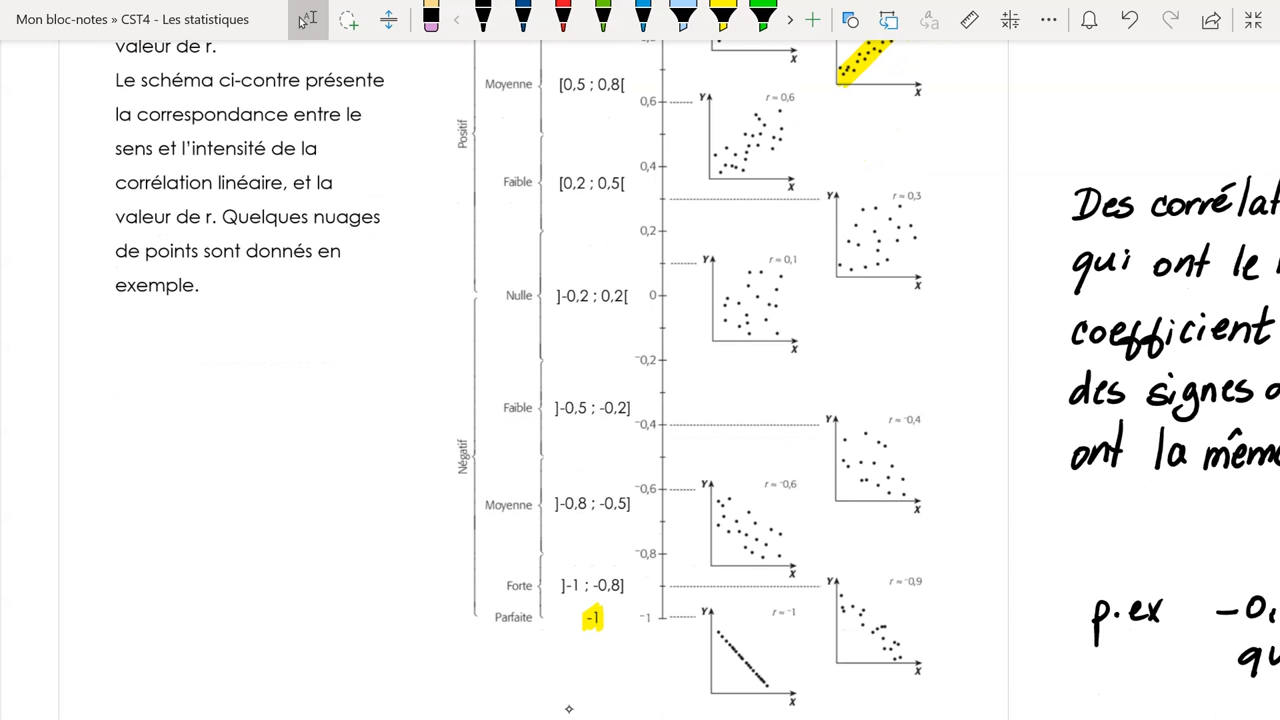 Mon bloc-notes » CST4 - Les statistiques
valeur de r.
Le schéma ci-contre présente
la correspondance entre le
sens et l'intensité de la
corrélation linéaire, et la
valeur de r. Quelques nuages
de points sont donnés en
exemple.
Positif
Négatif
Moyenne
Faible
Nulle
Faible
Moyenne
Forte
Parfaite
[0,5 ; 0,8[
[0,2 ; 0,5[
]-0,2 ; 0,2[
]-0,5 ; -0,2]
]-0,8 ; -0,5]
]-1 ; -0,8]
-1
0,6
0,4
0,2
0
⁻0,2
⁻0,4
⁻0,6
⁻0,8
⁻1
X
X
Y r ≈ 0,6
X
Y r ≈ 0,3
X
Y r ≈ 0,1
X
Y r ≈ ⁻0,4
X
Y r ≈ ⁻0,6
X
Y r ≈ ⁻0,9
X
Y r ≈ ⁻1
X
Des corrélat
qui ont le
coefficient
des signes
ont la même
p.ex -0,
qu